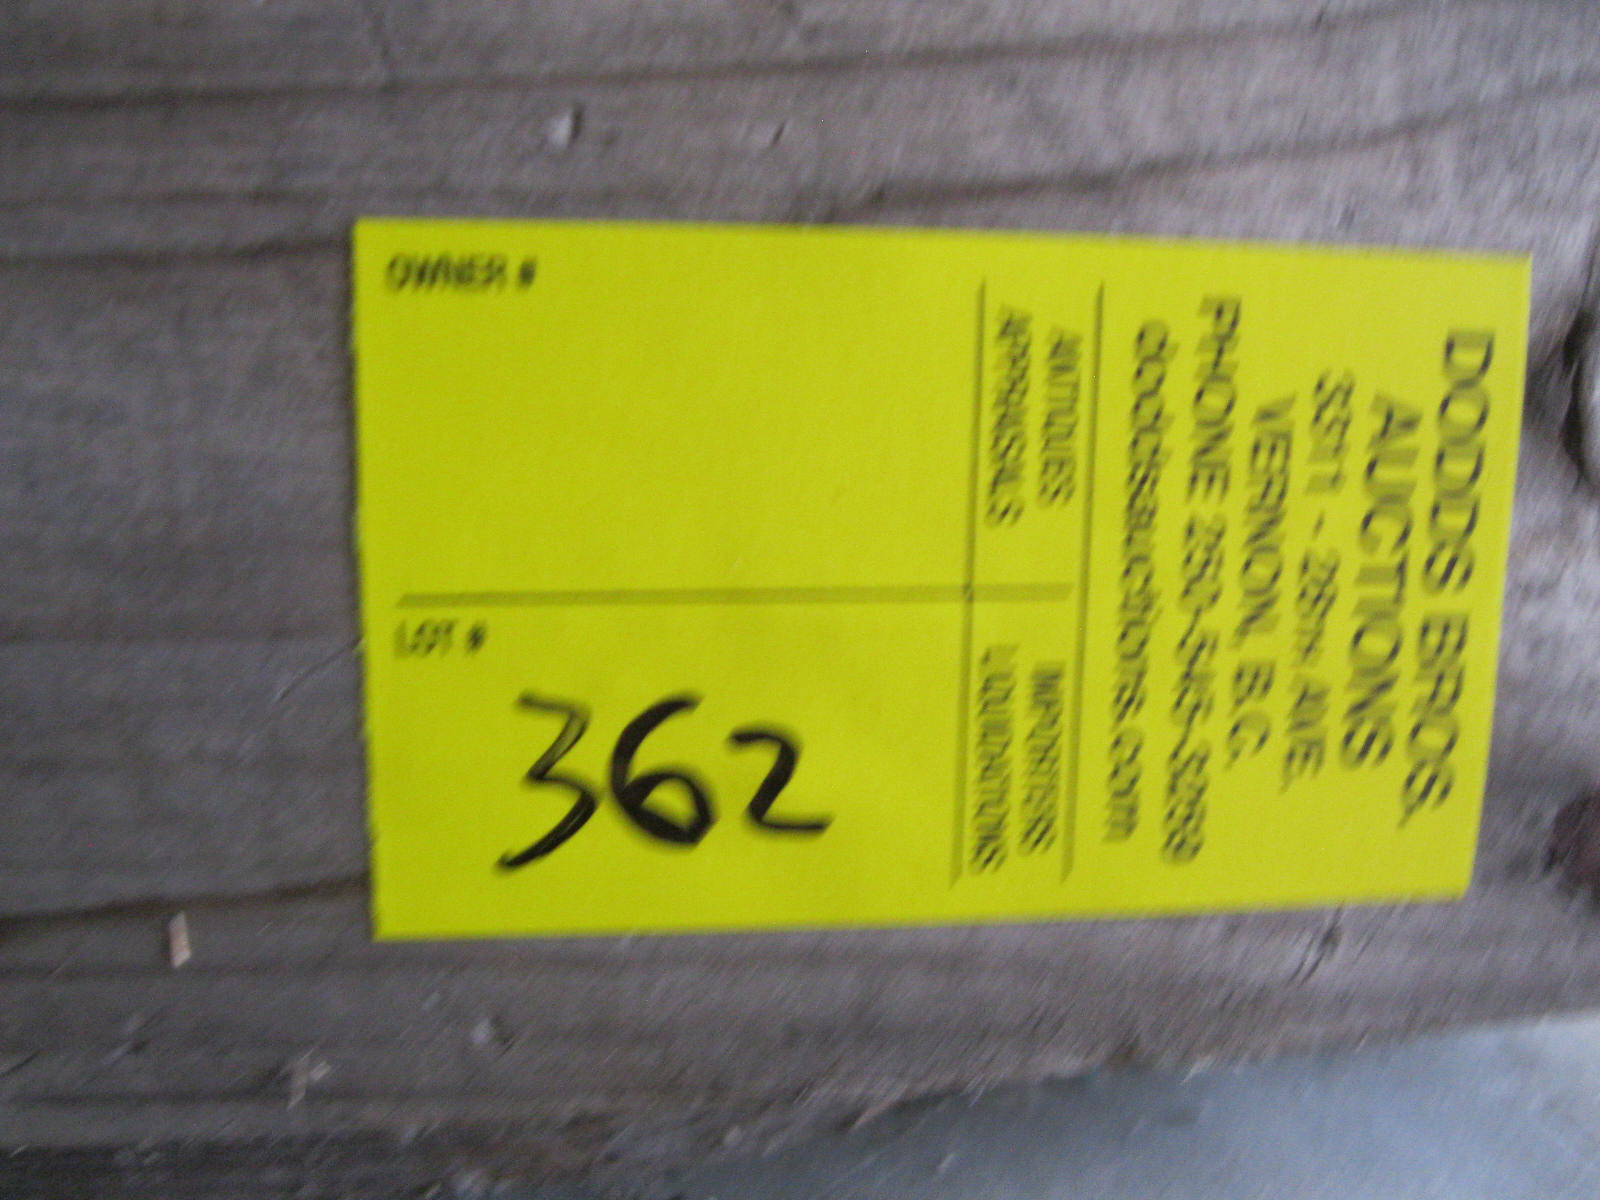 DODDS BROS.
AUCTIONS
3311 - 28TH AVE.
VERNON, B.C.
PHONE 250-545-3259
doddsauctions.com
ANTIQUES
APPRAISALS
IMPORTERS
LIQUIDATIONS
OWNER #
LOT #
362